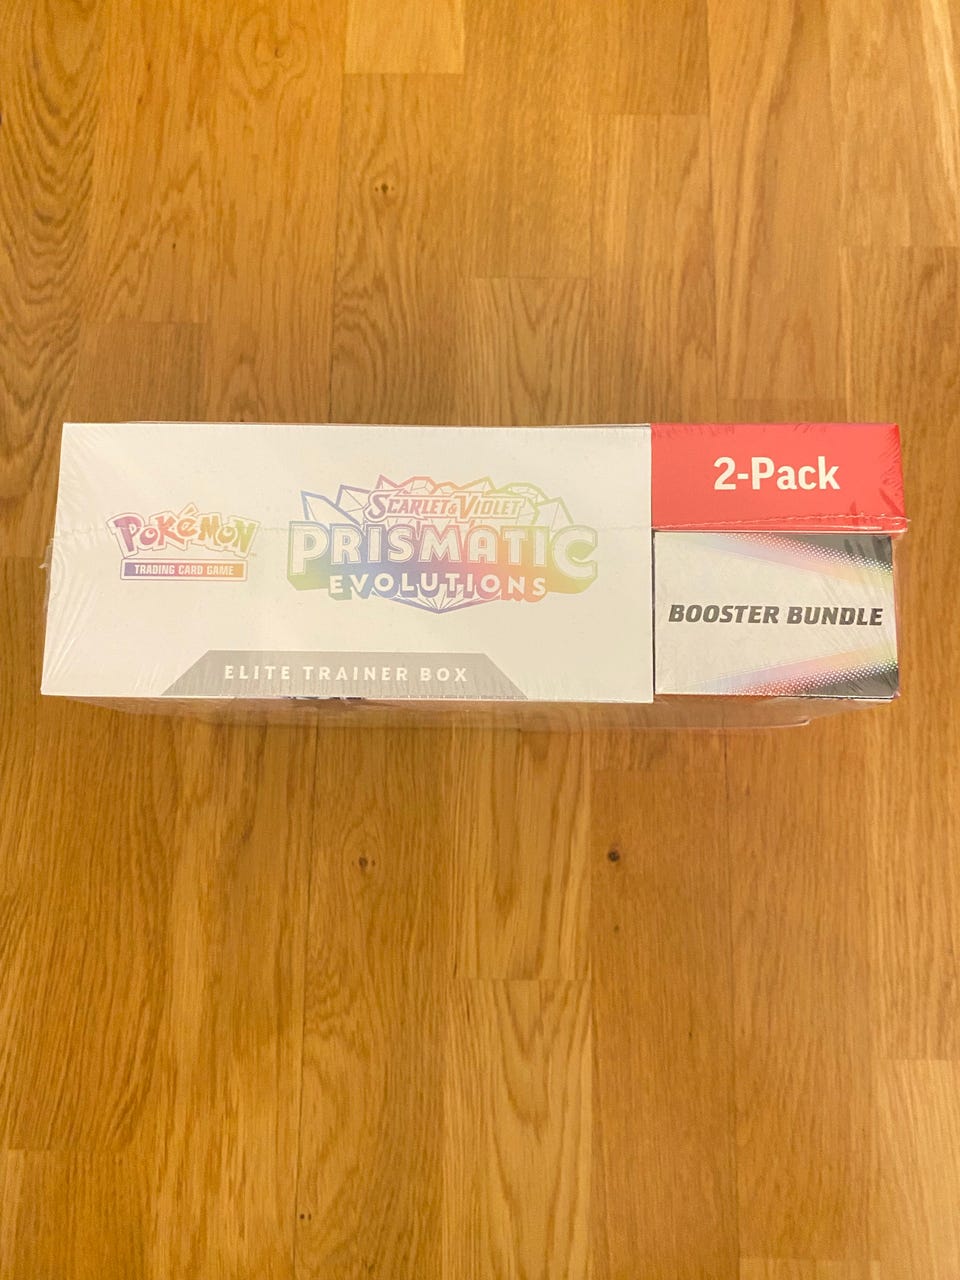 POKéMON
TRADING CARD GAME
SCARLET & VIOLET
PRISMATIC
EVOLUTIONS
ELITE TRAINER BOX
2-Pack
BOOSTER BUNDLE